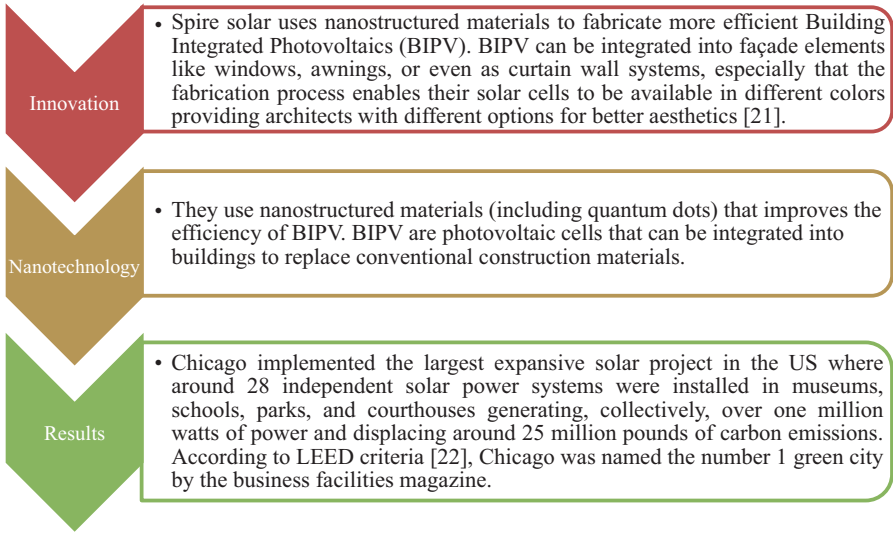 Innovation
• Spire solar uses nanostructured materials to fabricate more efficient Building
Integrated Photovoltaics (BIPV). BIPV can be integrated into façade elements
like windows, awnings, or even as curtain wall systems, especially that the
fabrication process enables their solar cells to be available in different colors
providing architects with different options for better aesthetics [21].
Nanotechnology
• They use nanostructured materials (including quantum dots) that improves the
efficiency of BIPV. BIPV are photovoltaic cells that can be integrated into
buildings to replace conventional construction materials.
Results
• Chicago implemented the largest expansive solar project in the US where
around 28 independent solar power systems were installed in museums,
schools, parks, and courthouses generating, collectively, over one million
watts of power and displacing around 25 million pounds of carbon emissions.
According to LEED criteria [22], Chicago was named the number 1 green city
by the business facilities magazine.